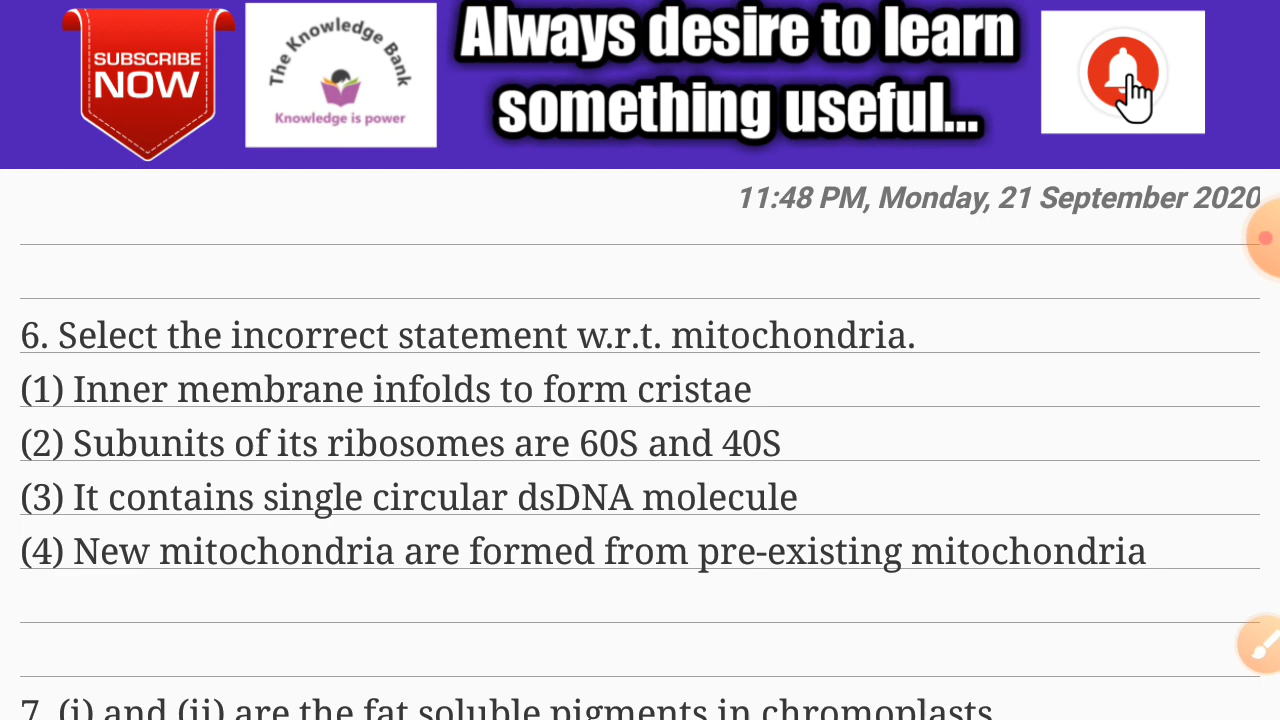 SUBSCRIBE
NOW
The Knowledge Bank
Knowledge is power
Always desire to learn
something useful...
11:48 PM, Monday, 21 September 2020
6. Select the incorrect statement w.r.t. mitochondria.
(1) Inner membrane infolds to form cristae
(2) Subunits of its ribosomes are 60S and 40S
(3) It contains single circular dsDNA molecule
(4) New mitochondria are formed from pre-existing mitochondria
7. (i) and (ii) are the fat soluble pigments in chromoplasts